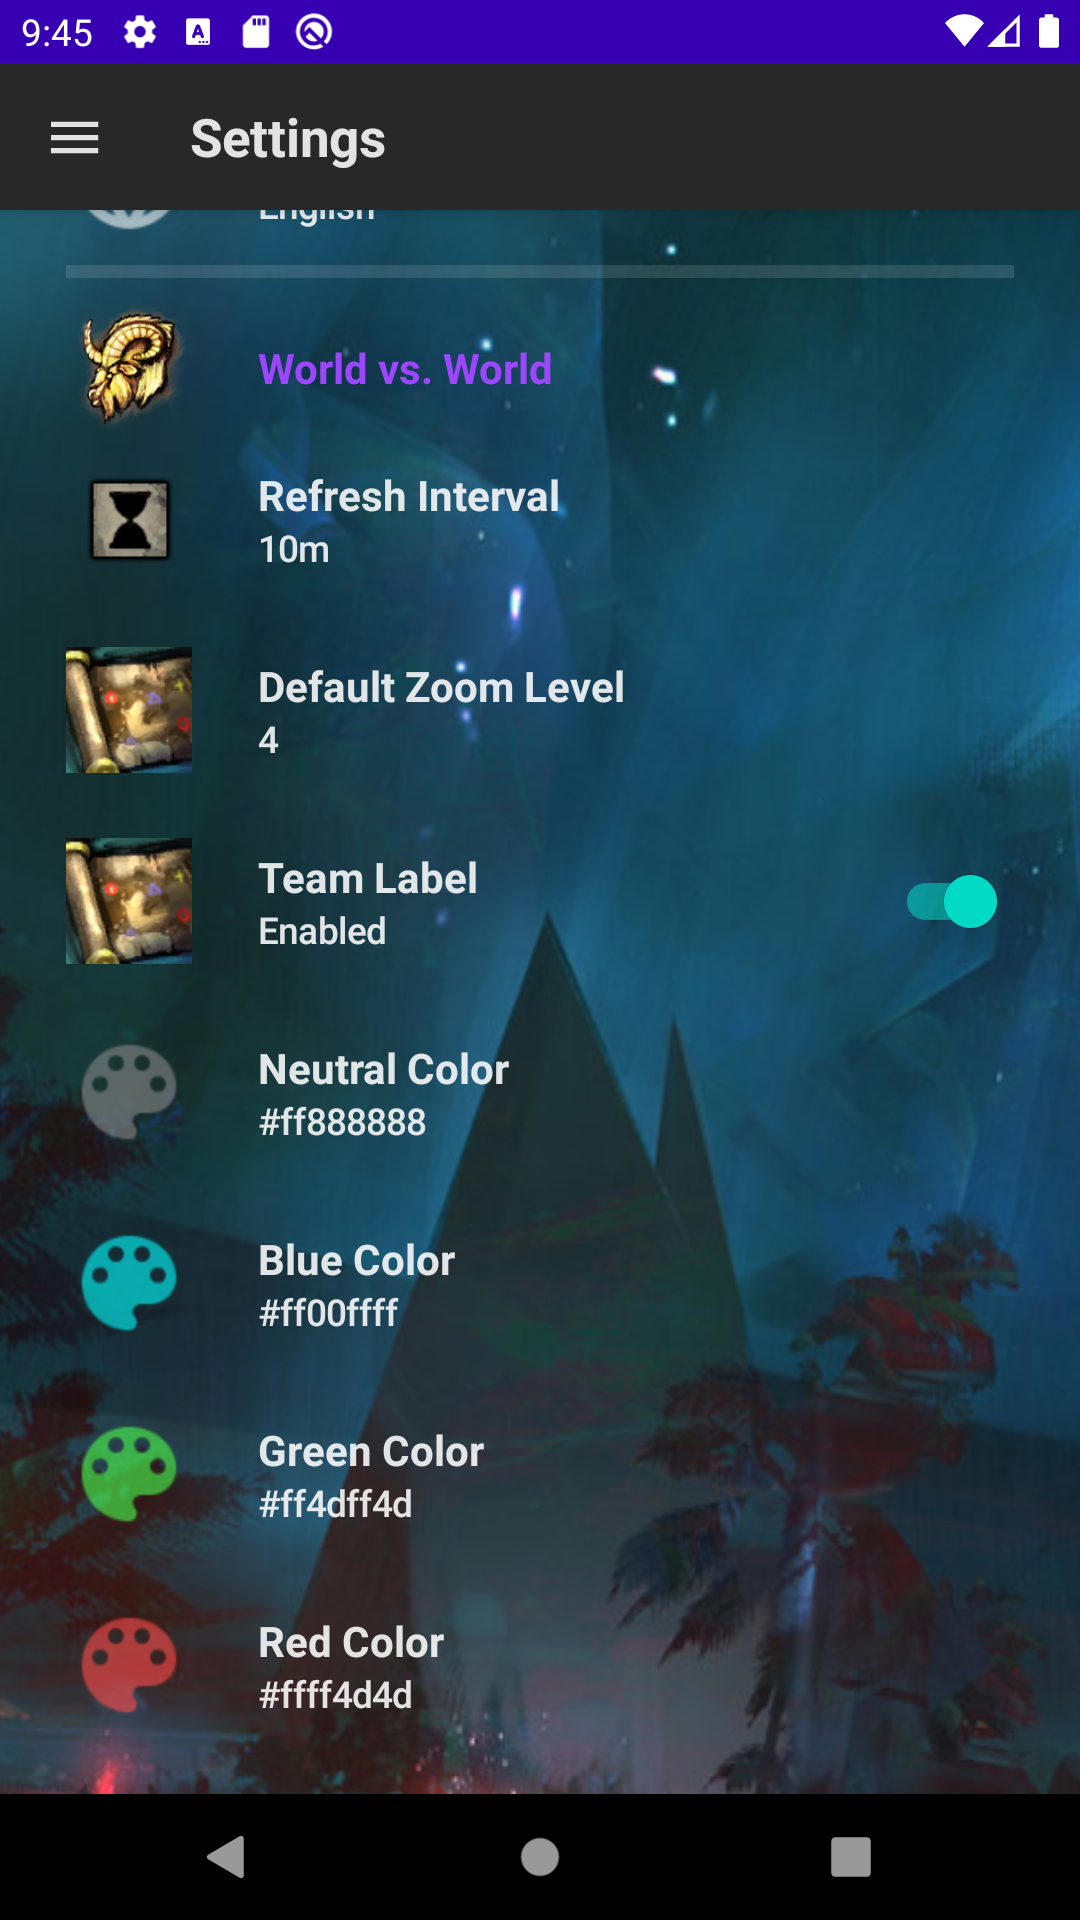 9:45
Settings
English
World vs. World
Refresh Interval
10m
Default Zoom Level
4
Team Label
Enabled
Neutral Color
#ff888888
Blue Color
#ff00ffff
Green Color
#ff4dff4d
Red Color
#ffff4d4d